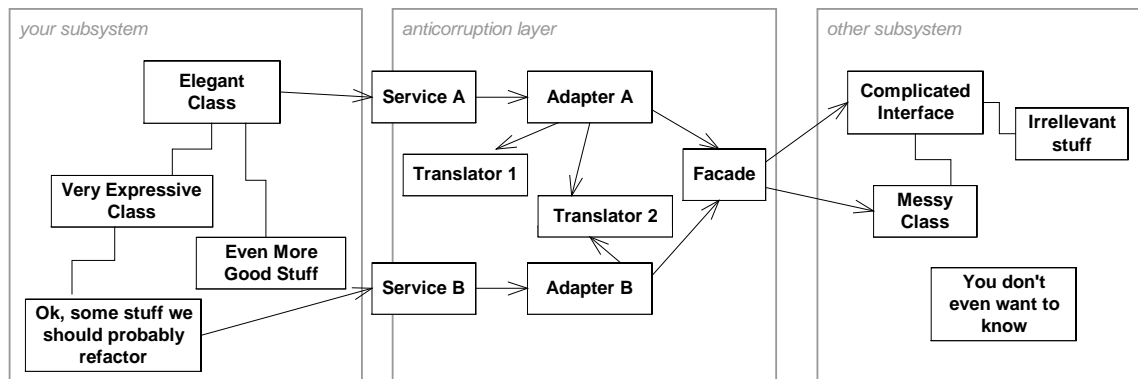 your subsystem
anticorruption layer
other subsystem
Elegant
Class
Service A
Adapter A
Complicated
Interface
Irrellevant
stuff
Translator 1
Facade
Very Expressive
Class
Translator 2
Messy
Class
Even More
Good Stuff
Service B
Adapter B
You don't
even want to
know
Ok, some stuff we
should probably
refactor